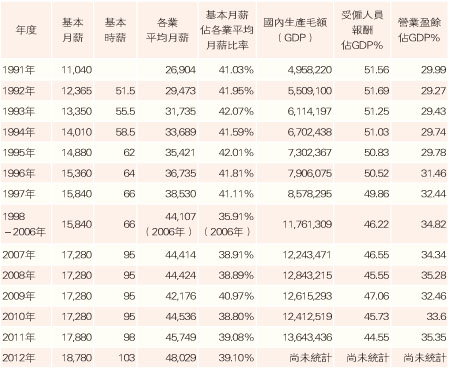 年度 基本月薪 基本時薪 各業平均月薪 基本月薪佔各業平均月薪比率 國內生產毛額（GDP） 受僱人員報酬佔GDP% 營業盈餘佔GDP%
1991年 11,040 26,904 41.03% 4,958,220 51.56 29.99
1992年 12,365 51.5 29,473 41.95% 5,509,100 51.69 29.27
1993年 13,350 55.5 31,735 42.07% 6,114,197 51.25 29.43
1994年 14,010 58.5 33,689 41.59% 6,702,438 51.03 29.74
1995年 14,880 62 35,421 42.01% 7,302,367 50.83 29.78
1996年 15,360 64 36,735 41.81% 7,906,075 50.52 31.46
1997年 15,840 66 38,530 41.11% 8,578,295 49.86 32.44
1998－2006年 15,840 66 44,107（2006年） 35.91%（2006年） 11,761,309 46.22 34.82
2007年 17,280 95 44,414 38.91% 12,243,471 46.55 34.34
2008年 17,280 95 44,424 38.89% 12,843,215 45.55 35.28
2009年 17,280 95 42,176 40.97% 12,615,293 47.06 32.46
2010年 17,280 95 44,536 38.80% 12,412,519 45.73 33.6
2011年 17,880 98 45,749 39.08% 13,643,436 44.55 35.35
2012年 18,780 103 48,029 39.10% 尚未統計 尚未統計 尚未統計